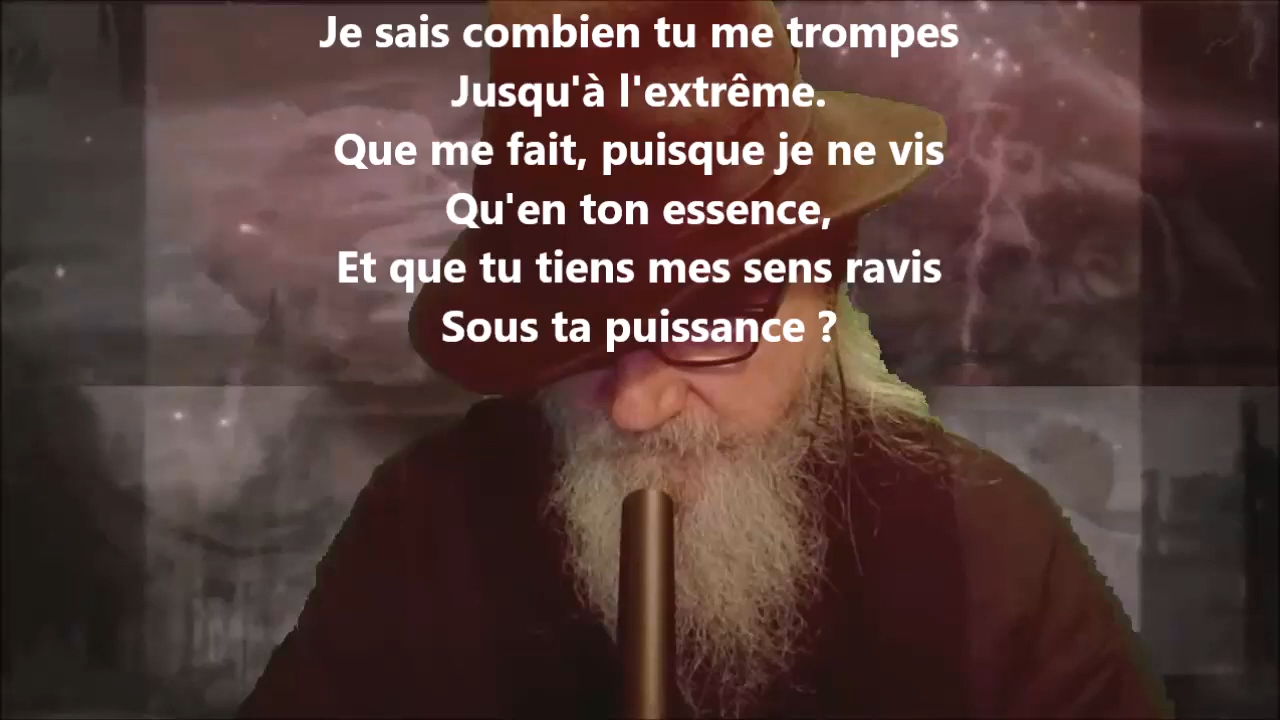 Je sais combien tu me trompes
Jusqu'à l'extrême.
Que me fait, puisque je ne vis
Qu'en ton essence,
Et que tu tiens mes sens ravis
Sous ta puissance ?